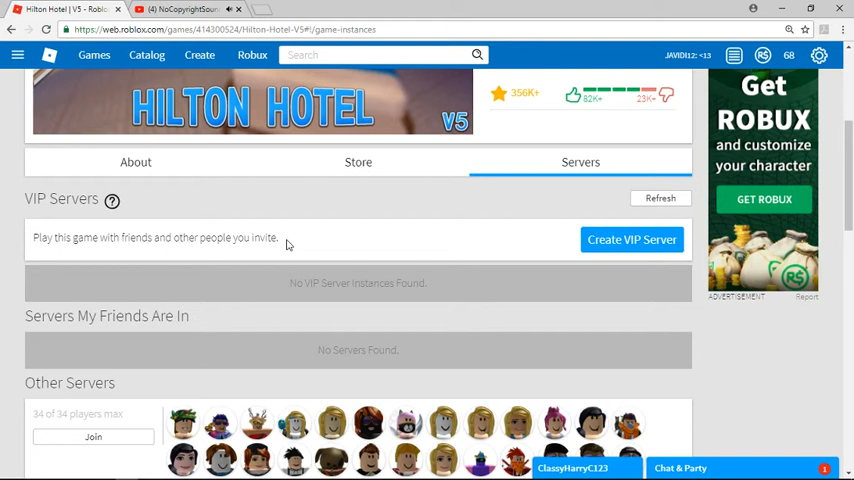 Hilton Hotel | V5 - Roblo
(4) NoCopyrightSoun
https://web.roblox.com/games/414300524/Hilton-Hotel-V5#!/game-instances
Games
Catalog
Create
Robux
Search
JAVIDI12: <13
68
HILTON HOTEL
V5
356K+
82K+
23K+
Get
ROBUX
and customize
your character
GET ROBUX
ADVERTISEMENT
Report
About
Store
Servers
VIP Servers
Refresh
Play this game with friends and other people you invite.
Create VIP Server
No VIP Server Instances Found.
Servers My Friends Are In
No Servers Found.
Other Servers
34 of 34 players max
Join
ClassyHarryC123
Chat & Party
1